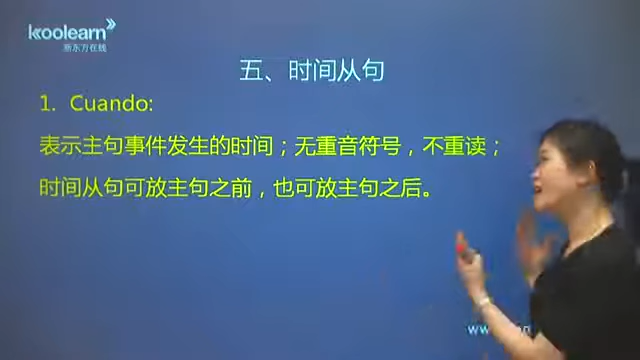 koolearn
新东方在线
五、时间从句
1. Cuando:
表示主句事件发生的时间；无重音符号，不重读；
时间从句可放主句之前，也可放主句之后。